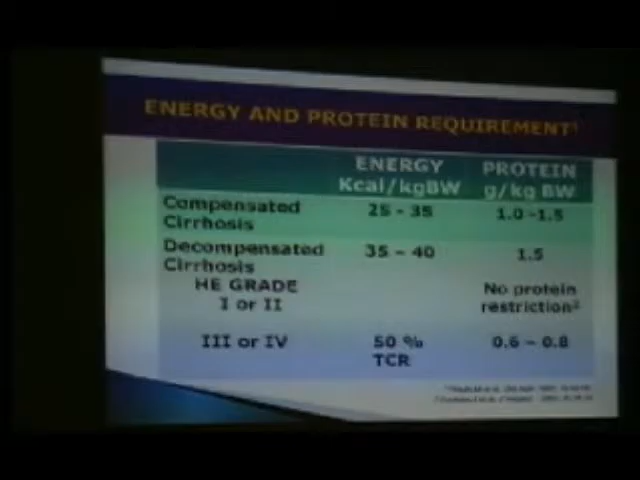 ENERGY AND PROTEIN REQUIREMENT¹
ENERGY PROTEIN
Kcal/kgBW g/kg BW
Compensated Cirrhosis 25 - 35 1.0 -1.5
Decompensated Cirrhosis 35 – 40 1.5
HE GRADE I or II No protein restriction²
III or IV 50 % TCR 0.6 – 0.8